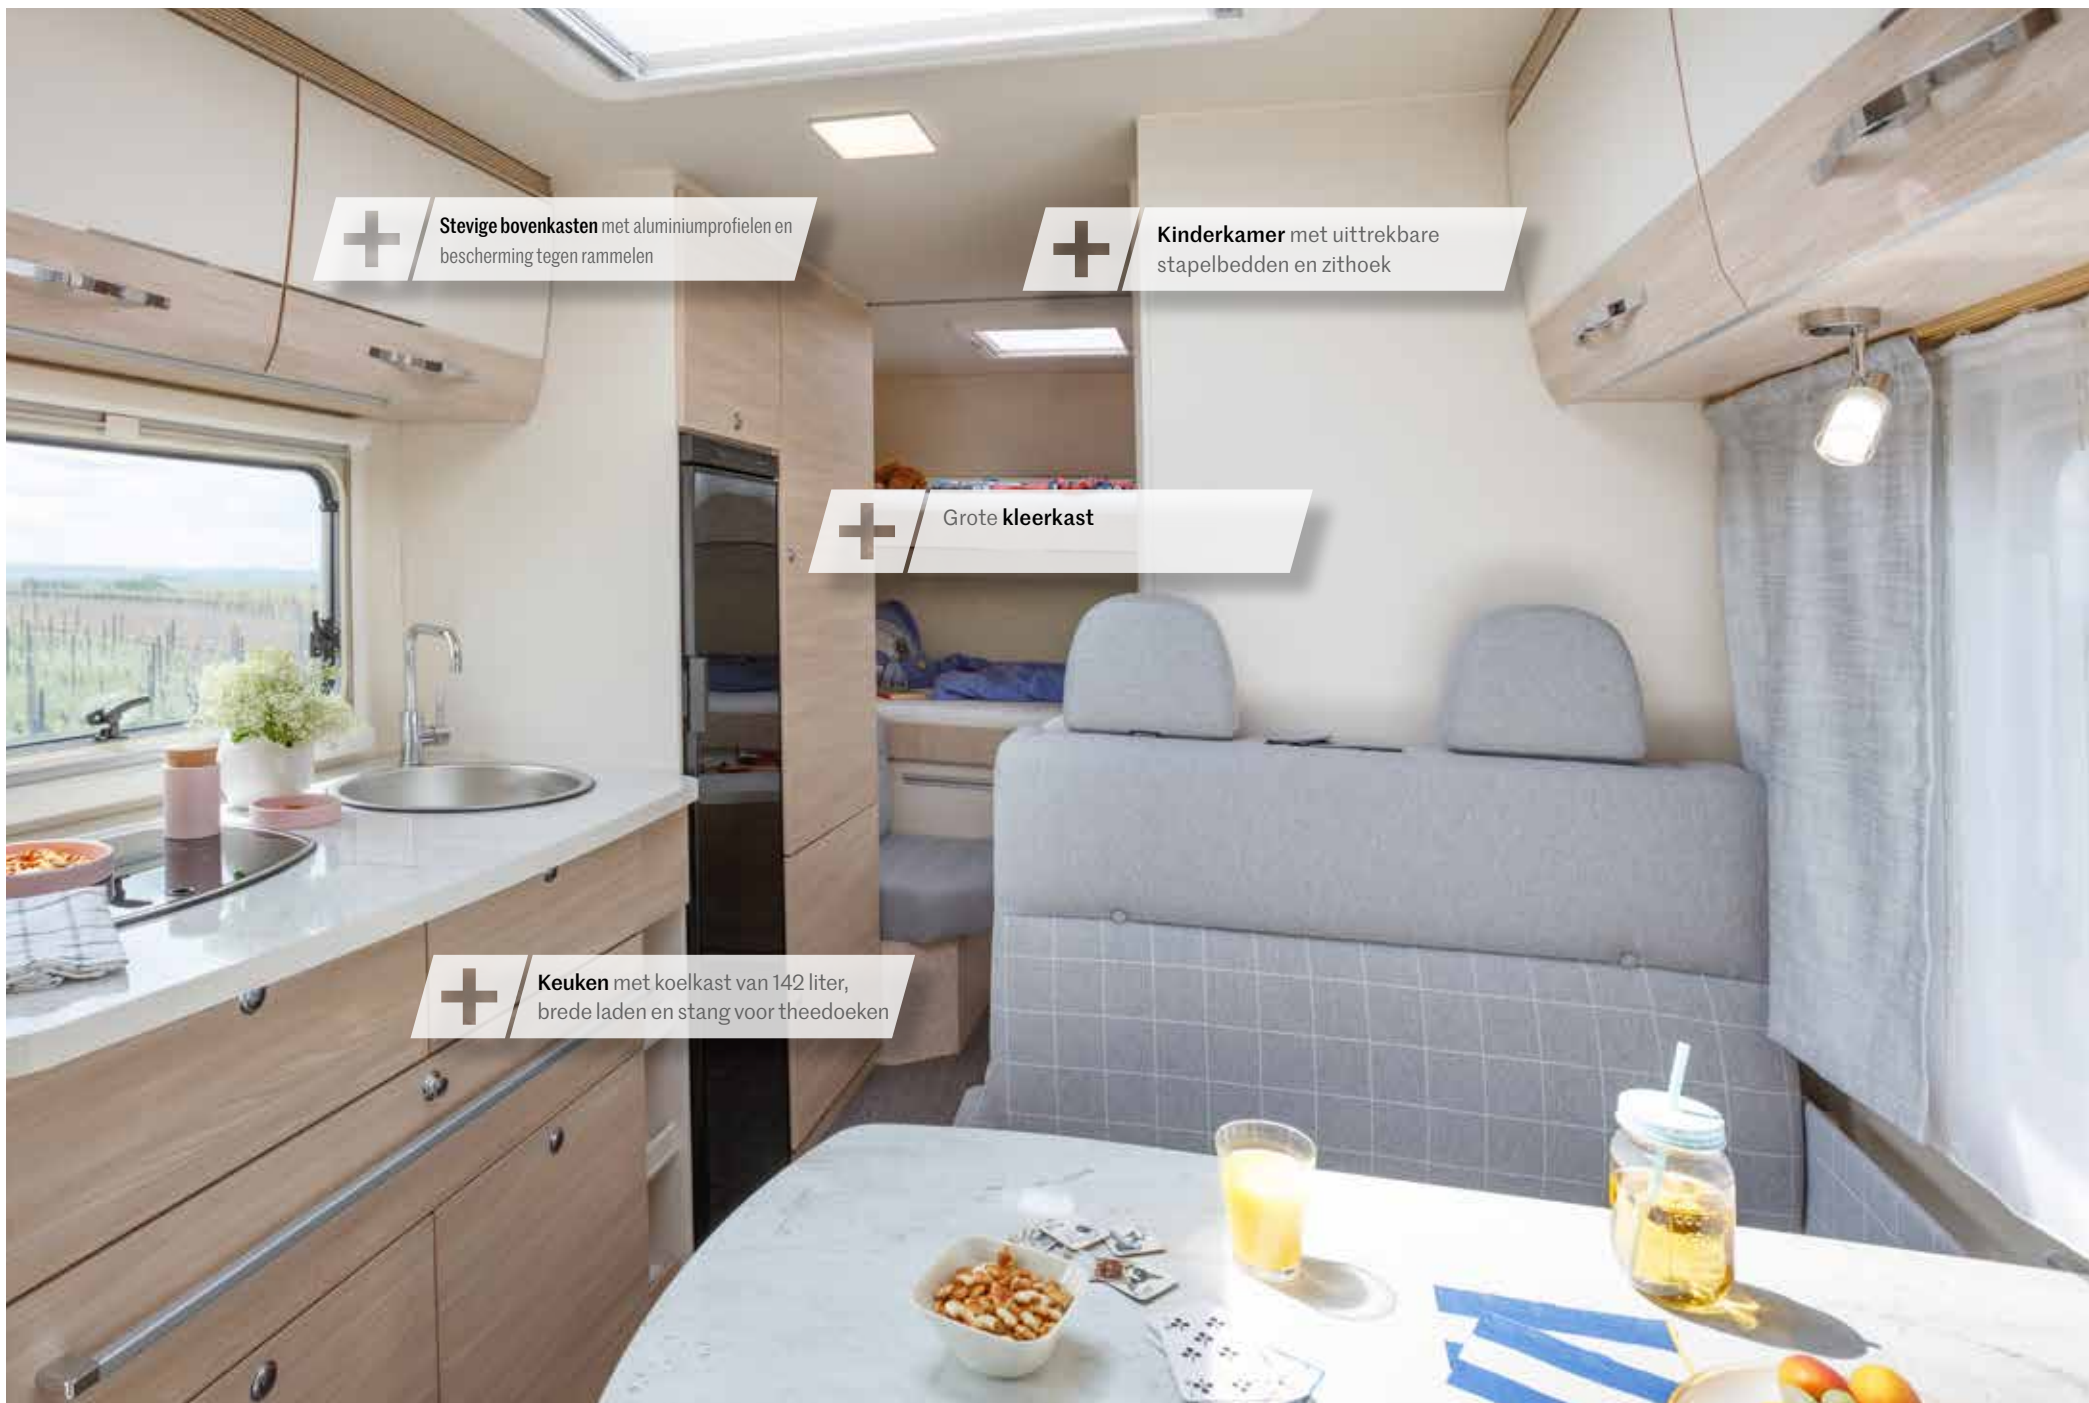 Stevige bovenkasten met aluminiumprofielen en
bescherming tegen rammelen
Kinderkamer met uittrekbare
stapelbedden en zithoek
Grote kleerkast
Keuken met koelkast van 142 liter,
brede laden en stang voor theedoeken